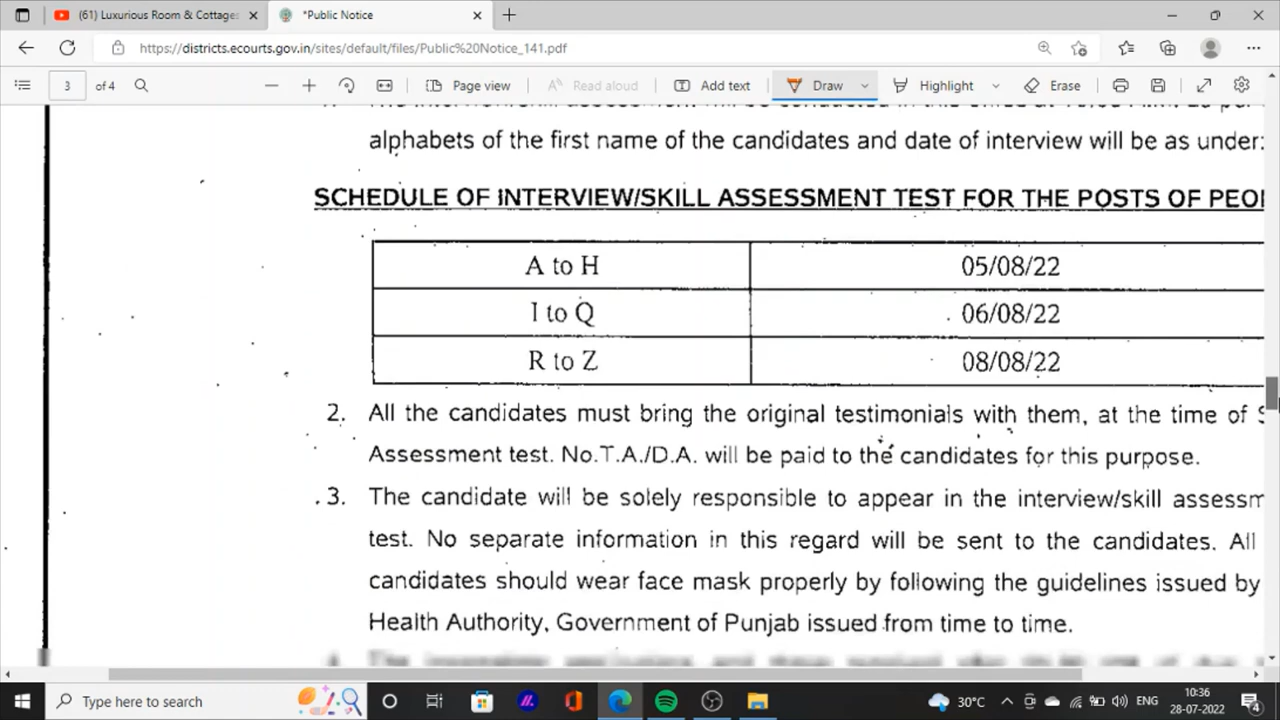 (61) Luxurious Room & Cottages
*Public Notice
https://districts.ecourts.gov.in/sites/default/files/Public%20Notice_141.pdf
3 of 4
Page view
Read aloud
Add text
Draw
Highlight
Erase
alphabets of the first name of the candidates and date of interview will be as under:
SCHEDULE OF INTERVIEW/SKILL ASSESSMENT TEST FOR THE POSTS OF
A to H 05/08/22
I to Q 06/08/22
R to Z 08/08/22
2. All the candidates must bring the original testimonials with them, at the time of
Assessment test. No.T.A./D.A. will be paid to the candidates for this purpose.
3. The candidate will be solely responsible to appear in the interview/skill
test. No separate information in this regard will be sent to the candidates. All
candidates should wear face mask properly by following the guidelines issued by
Health Authority, Government of Punjab issued from time to time.
Type here to search
30°C
ENG
10:36
28-07-2022
4